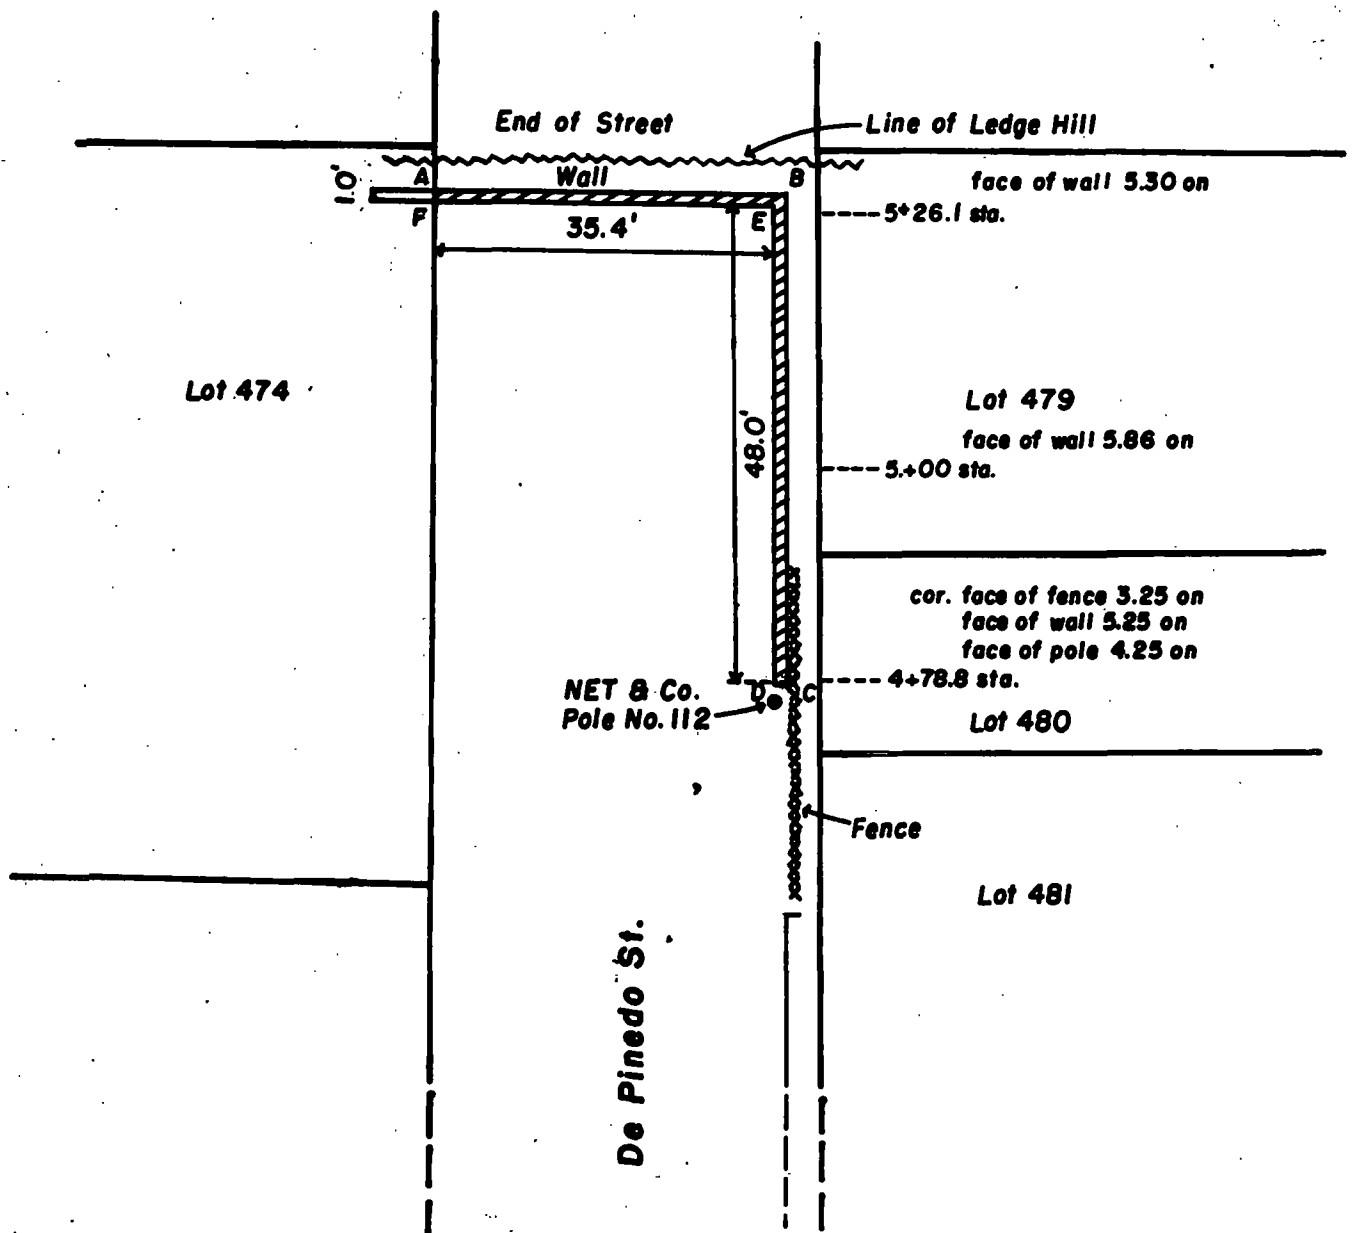 End of Street
Line of Ledge Hill
A
Wall
B
1.0'
face of wall 5.30 on
F
E
5+26.1 sta.
35.4'
Lot 474
Lot 479
48.0'
face of wall 5.86 on
5.+00 sta.
cor. face of fence 3.25 on
face of wall 5.25 on
face of pole 4.25 on
4+78.8 sta.
NET & Co.
Pole No. 112
D
C
Lot 480
Fence
Lot 481
De Pinedo St.